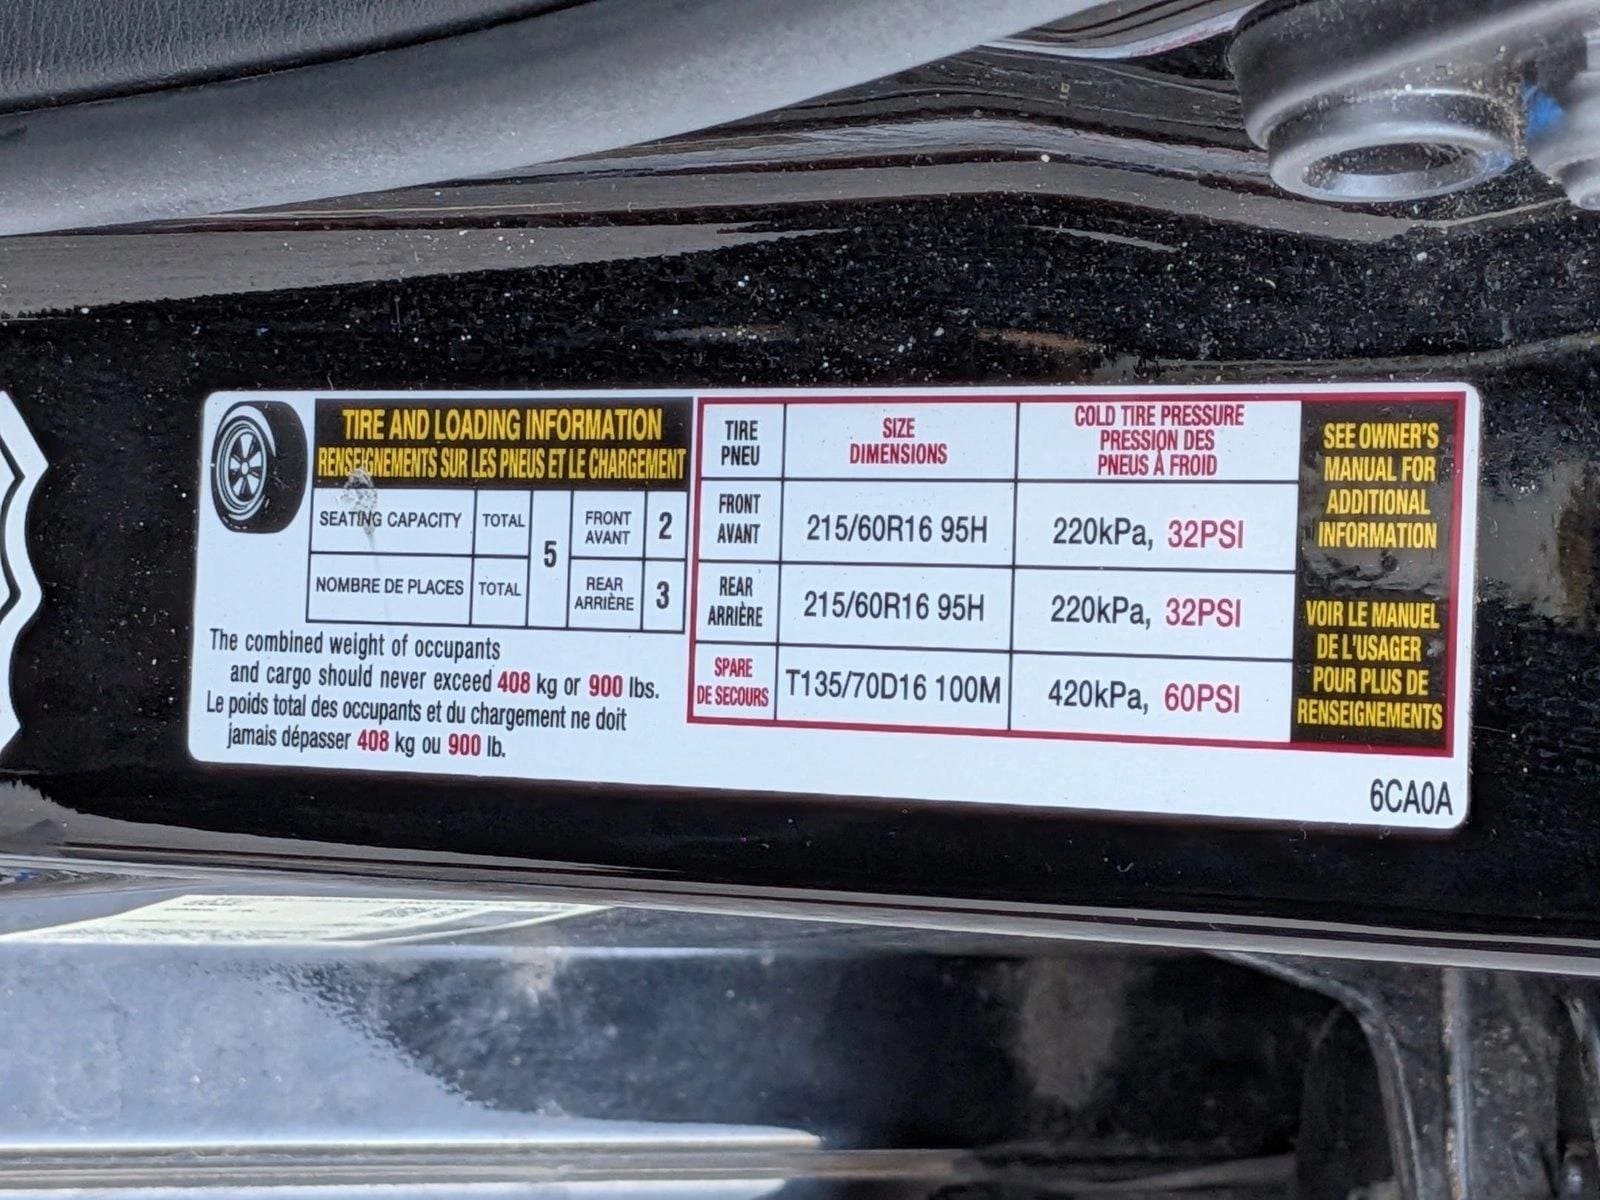 TIRE AND LOADING INFORMATION
RENSEIGNEMENTS SUR LES PNEUS ET LE CHARGEMENT
SEATING CAPACITY TOTAL 5 FRONT AVANT 2
NOMBRE DE PLACES TOTAL REAR ARRIÈRE 3
The combined weight of occupants
and cargo should never exceed 408 kg or 900 lbs.
Le poids total des occupants et du chargement ne doit
jamais dépasser 408 kg ou 900 lb.
TIRE
PNEU
SIZE
DIMENSIONS
COLD TIRE PRESSURE
PRESSION DES
PNEUS À FROID
FRONT
AVANT
215/60R16 95H
220kPa, 32PSI
REAR
ARRIÈRE
215/60R16 95H
220kPa, 32PSI
SPARE
DE SECOURS
T135/70D16 100M
420kPa, 60PSI
SEE OWNER'S
MANUAL FOR
ADDITIONAL
INFORMATION
VOIR LE MANUEL
DE L'USAGER
POUR PLUS DE
RENSEIGNEMENTS
6CA0A